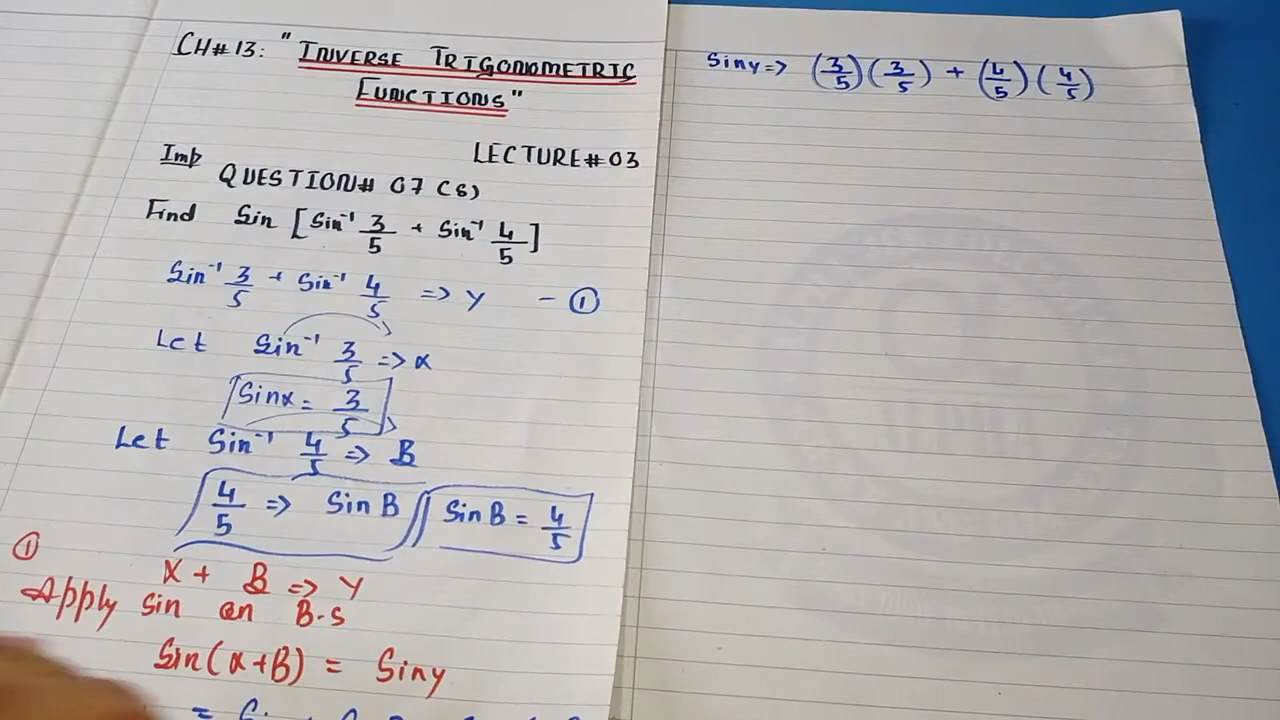 CH#13: "INVERSE TRIGONOMETRIC
FUNCTIONS"
LECTURE#03
Imp
QUESTION# 07 (6)
Find Sin [Sin⁻¹ 3/5 + Sin⁻¹ 4/5]
Sin⁻¹ 3/5 + Sin⁻¹ 4/5 => y - ①
Let Sin⁻¹ 3/5 => α
Sinα = 3/5
Let Sin⁻¹ 4/5 => B
4/5 => Sin B
Sin B = 4/5
①
α + B => y
Apply sin on B.S
Sin(α+B) = Siny
=
Siny => (3/5)(3/5) + (4/5)(4/5)